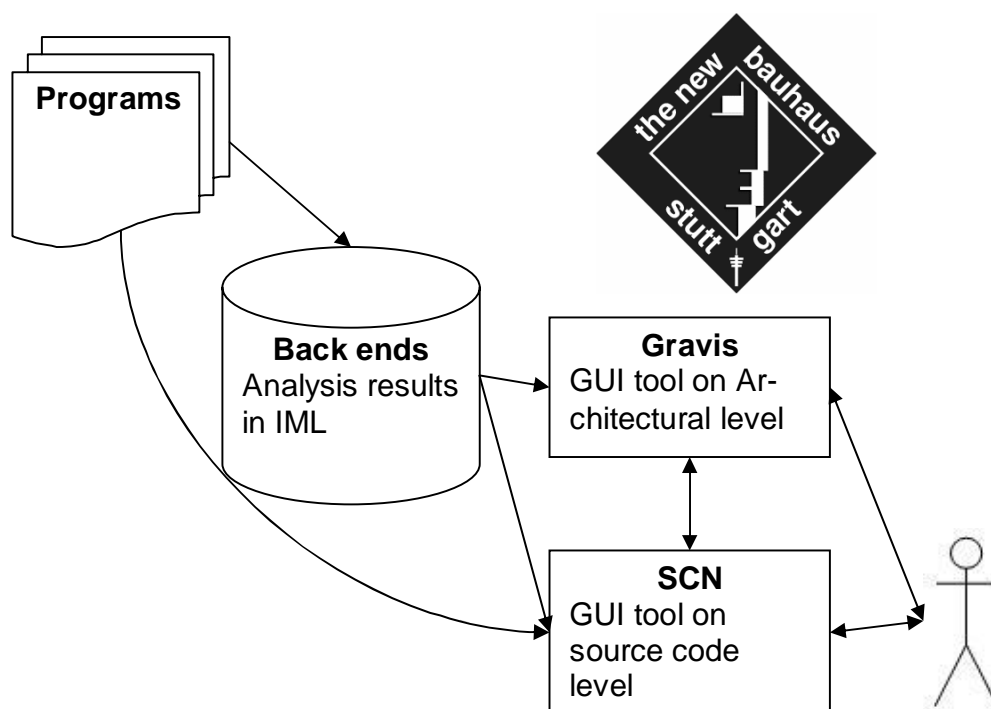 Programs
the new
bauhaus
stutt
gart
Back ends
Analysis results
in IML
Gravis
GUI tool on Ar-
chitectural level
SCN
GUI tool on
source code
level